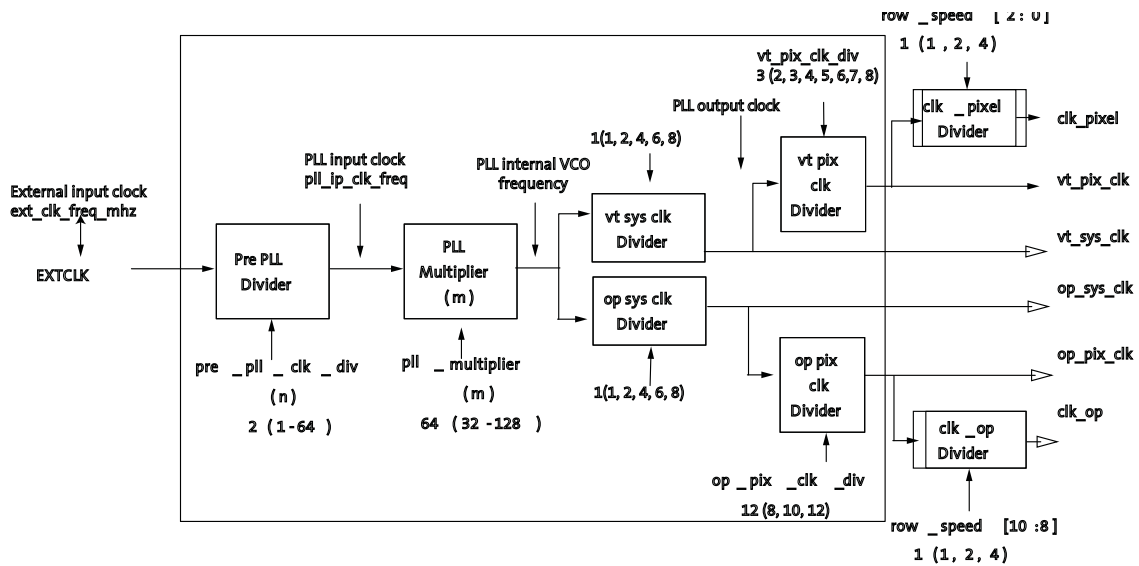 row _speed [ 2 : 0 ]
1 (1 , 2, 4)
vt_pix_clk_div
3 (2, 3, 4, 5, 6,7, 8)
clk _ pixel
Divider
clk_pixel
PLL output clock
1(1, 2, 4, 6, 8)
vt pix
clk
Divider
vt_pix_clk
PLL input clock
pll_ip_clk_freq
PLL internal VCO
frequency
External input clock
ext_clk_freq_mhz
vt sys clk
Divider
vt_sys_clk
EXTCLK
Pre PLL
Divider
PLL
Multiplier
( m )
op sys clk
Divider
op_sys_clk
pre _pll _ clk _ div
( n )
2 ( 1 -64 )
pll _ multiplier
( m )
64 ( 32 -128 )
1(1, 2, 4, 6, 8)
op pix
clk
Divider
op_pix_clk
clk_op
clk _ op
Divider
op _ pix _clk _div
12 (8, 10, 12)
row _ speed [10 :8 ]
1 (1, 2, 4)